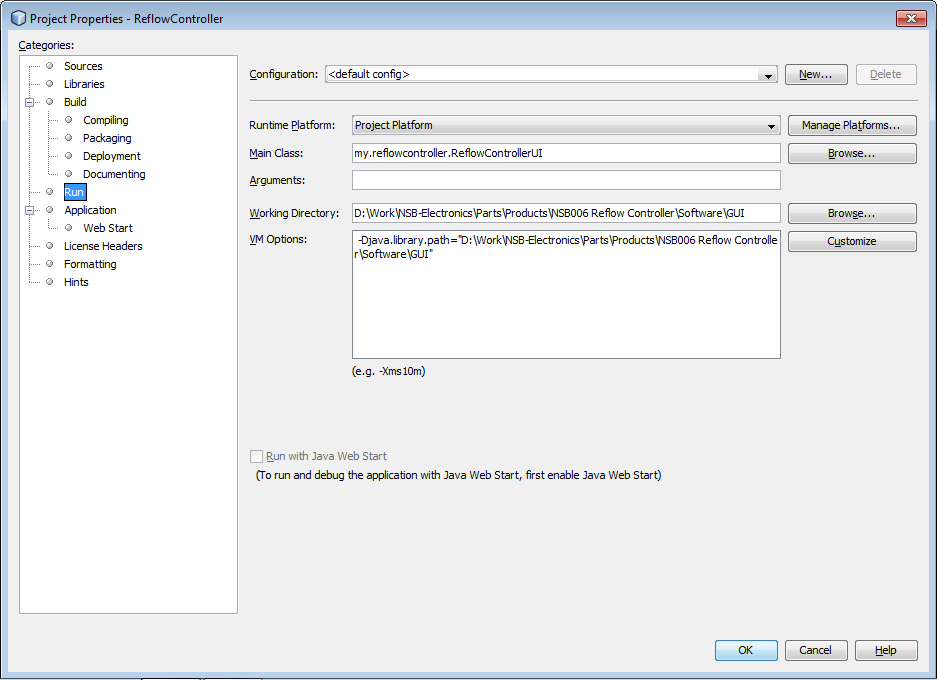 Project Properties - ReflowController
Categories:
Sources
Libraries
Build
Compiling
Packaging
Deployment
Documenting
Run
Application
Web Start
License Headers
Formatting
Hints
Configuration: <default config> New... Delete
Runtime Platform: Project Platform Manage Platforms...
Main Class: my.reflowcontroller.ReflowControllerUI Browse...
Arguments:
Working Directory: D:\Work\NSB-Electronics\Parts\Products\NSB006 Reflow Controller\Software\GUI Browse...
VM Options: -Djava.library.path="D:\Work\NSB-Electronics\Parts\Products\NSB006 Reflow Controlle Customize
r\Software\GUI"
(e.g. -Xms10m)
Run with Java Web Start
(To run and debug the application with Java Web Start, first enable Java Web Start)
OK Cancel Help